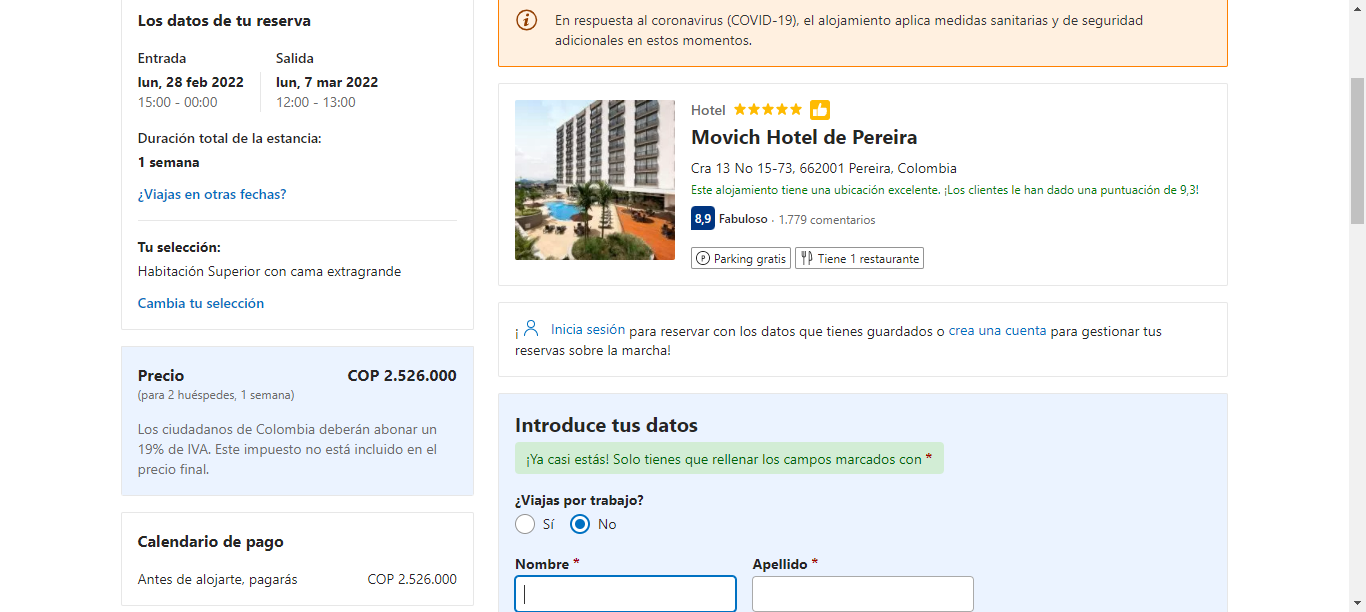 Los datos de tu reserva
Entrada
Salida
lun, 28 feb 2022
lun, 7 mar 2022
15:00 - 00:00
12:00 - 13:00
Duración total de la estancia:
1 semana
¿Viajas en otras fechas?
Tu selección:
Habitación Superior con cama extragrande
Cambia tu selección
Precio
COP 2.526.000
(para 2 huéspedes, 1 semana)
Los ciudadanos de Colombia deberán abonar un
19% de IVA. Este impuesto no está incluido en el
precio final.
Calendario de pago
Antes de alojarte, pagarás
COP 2.526.000
En respuesta al coronavirus (COVID-19), el alojamiento aplica medidas sanitarias y de seguridad
adicionales en estos momentos.
Hotel
Movich Hotel de Pereira
Cra 13 No 15-73, 662001 Pereira, Colombia
Este alojamiento tiene una ubicación excelente. ¡Los clientes le han dado una puntuación de 9,3!
8,9 Fabuloso · 1.779 comentarios
P Parking gratis
Tiene 1 restaurante
¡ Inicia sesión para reservar con los datos que tienes guardados o crea una cuenta para gestionar tus
reservas sobre la marcha!
Introduce tus datos
¡Ya casi estás! Solo tienes que rellenar los campos marcados con *
¿Viajas por trabajo?
Sí
No
Nombre *
Apellido *